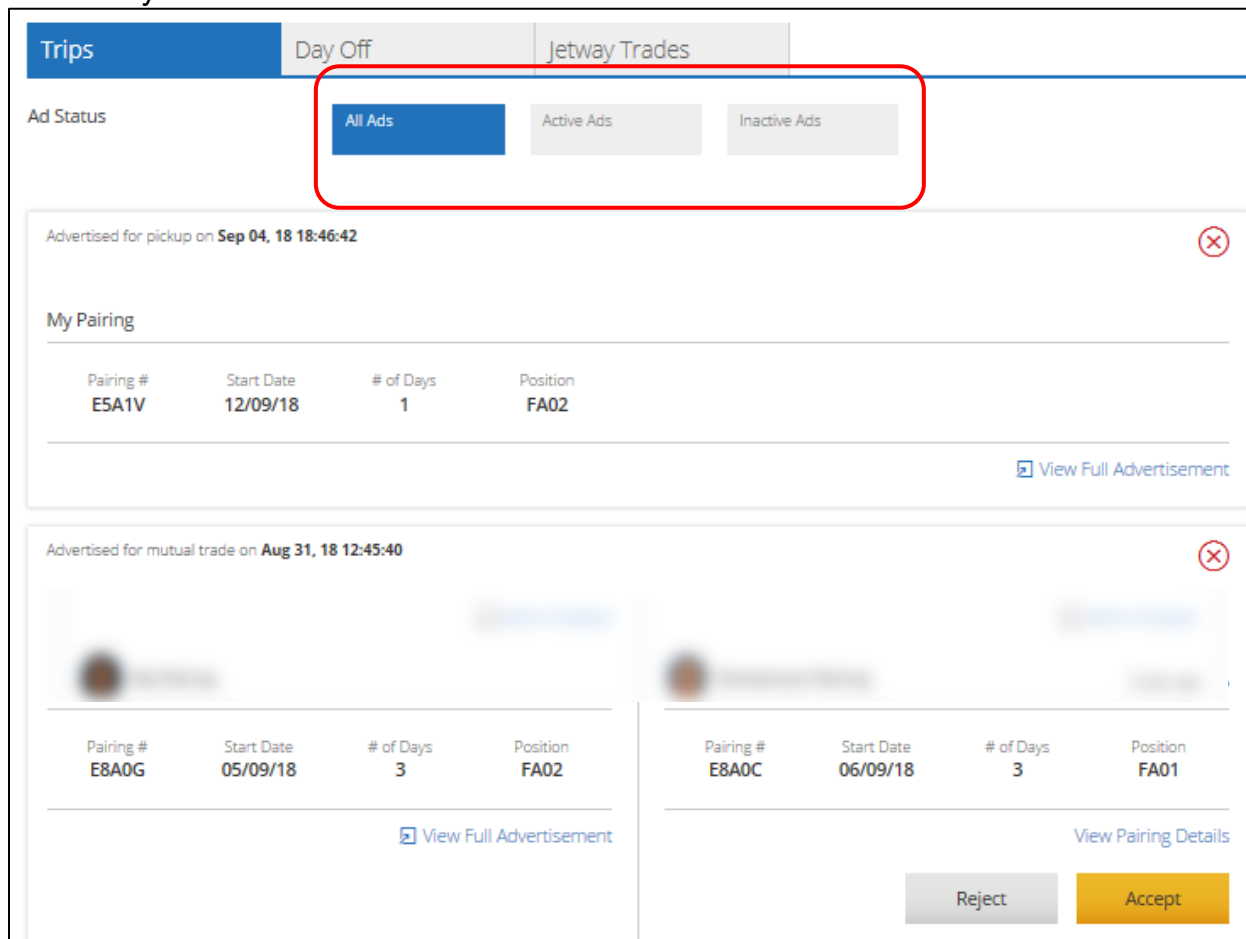 Trips Day Off Jetway Trades
Ad Status All Ads Active Ads Inactive Ads
Advertised for pickup on Sep 04, 18 18:46:42
My Pairing
Pairing # Start Date # of Days Position
E5A1V 12/09/18 1 FA02
View Full Advertisement
Advertised for mutual trade on Aug 31, 18 12:45:40
Pairing # Start Date # of Days Position Pairing # Start Date # of Days Position
E8A0G 05/09/18 3 FA02 E8A0C 06/09/18 3 FA01
View Full Advertisement View Pairing Details
Reject Accept